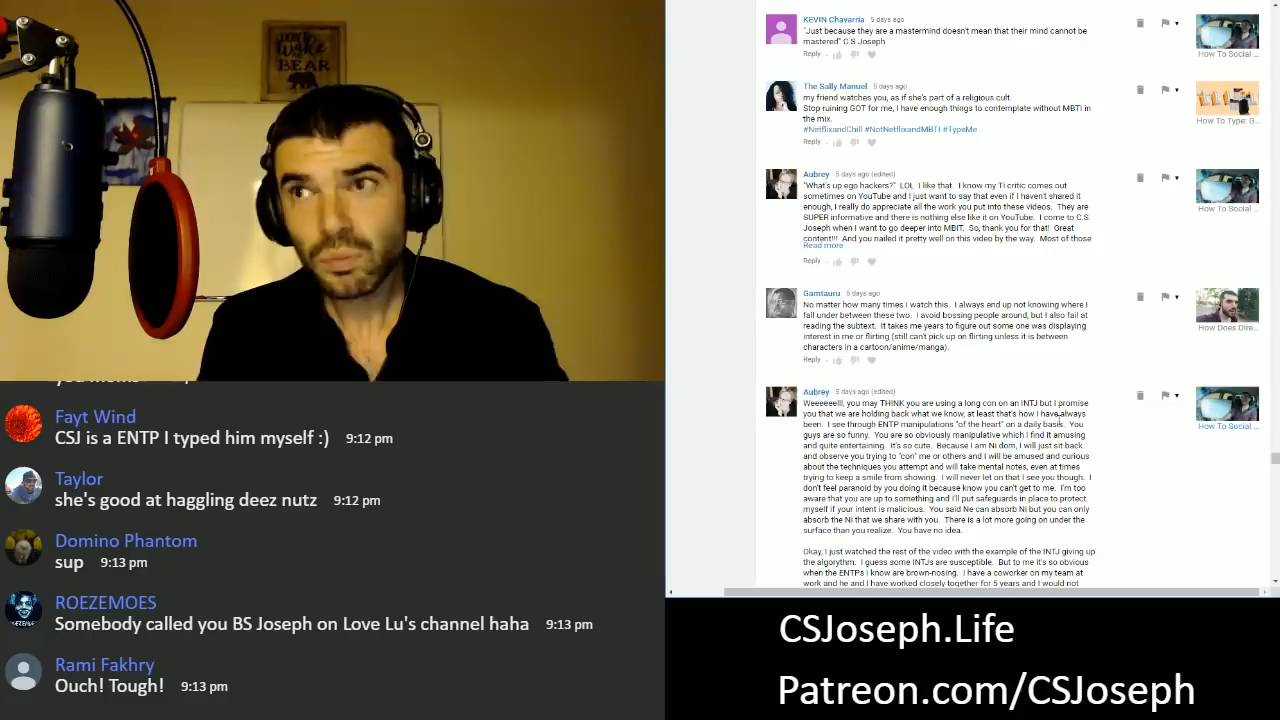 DON'T
Wake
THE
BEAR
Fayt Wind
CSJ is a ENTP I typed him myself :) 9:12 pm
Taylor
she's good at haggling deez nutz 9:12 pm
Domino Phantom
sup 9:13 pm
ROEZEMOES
Somebody called you BS Joseph on Love Lu's channel haha 9:13 pm
Rami Fakhry
Ouch! Tough! 9:13 pm
KEVIN Chavarria 5 days ago
"Just because they are a mastermind doesn't mean that their mind cannot be
mastered" C.S Joseph
Reply
How To Social ...
The Sally Manuel 5 days ago
my friend watches you, as if she's part of a religious cult.
Stop ruining GOT for me, I have enough things to contemplate without MBTI in
the mix.
#NetflixandChill #NotNetflixandMBTI #TypeMe
Reply
How To Type: G...
Aubrey 5 days ago (edited)
"What's up ego hackers?" LOL I like that. I know my Ti critic comes out
sometimes on YouTube and I just want to say that even if I haven't shared it
enough, I really do appreciate all the work you put into these videos. They are
SUPER informative and there is nothing else like it on YouTube. I come to C.S.
Joseph when I want to go deeper into MBIT. So, thank you for that! Great
content!!! And you nailed it pretty well on this video by the way. Most of those
Read more
Reply
How To Social ...
Gamtauru 5 days ago
No matter how many times i watch this. I always end up not knowing where I
fall under between these two. I avoid bossing people around, but I also fail at
reading the subtext. It takes me years to figure out some one was displaying
interest in me or flirting (still can't pick up on flirting unless it is between
characters in a cartoon/anime/manga).
Reply
How Does Dire...
Aubrey 5 days ago (edited)
Weeeeeelll, you may THINK you are using a long con on an INTJ but I promise
you that we are holding back what we know, at least that's how I have always
been. I see through ENTP manipulations "of the heart" on a daily basis. You
guys are so funny. You are so obviously manipulative which I find it amusing
and quite entertaining. It's so cute. Because I am Ni dom, I will just sit back
and observe you trying to "con" me or others and I will be amused and curious
about the techniques you attempt and will take mental notes, even at times
trying to keep a smile from showing. I will never let on that I see you though. I
don't feel paranoid by you doing it because know you can't get to me. I'm too
aware that you are up to something and I'll put safeguards in place to protect
myself if your intent is malicious. You said Ne can absorb Ni but you can only
absorb the Ni that we share with you. There is a lot more going on under the
surface than you realize. You have no idea.
Okay, I just watched the rest of the video with the example of the INTJ giving up
the algorythm. I guess some INTJs are susceptible. But to me it's so obvious
when the ENTPs I know are brown-nosing. I have a coworker on my team at
work and he and I have worked closely together for 5 years and I would not
How To Social ...
CSJoseph.Life
Patreon.com/CSJoseph